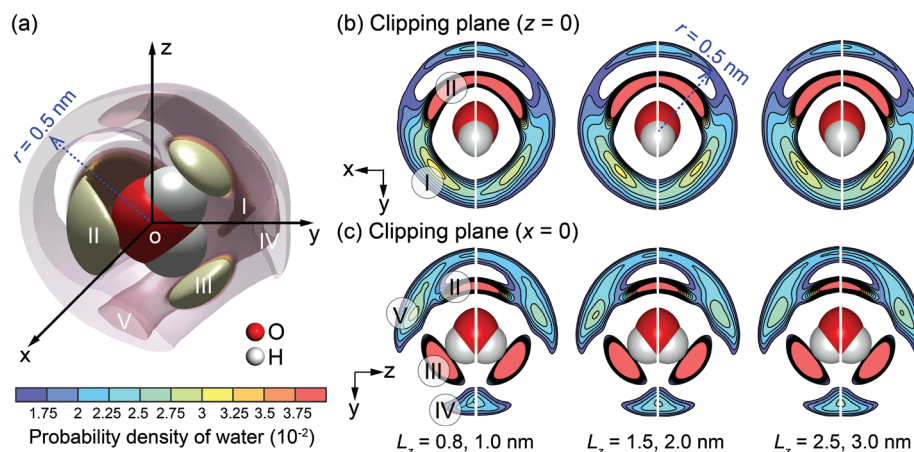 (a)
z
r = 0.5 nm
I
II
o
y
IV
III
V
x
O
H
1.75 2 2.25 2.5 2.75 3 3.25 3.5 3.75
Probability density of water (10-2)
(b) Clipping plane (z = 0)
r = 0.5 nm
II
x
y
I
(c) Clipping plane (x = 0)
II
V
z
y
III
IV
Lz = 0.8, 1.0 nm Lz = 1.5, 2.0 nm Lz = 2.5, 3.0 nm